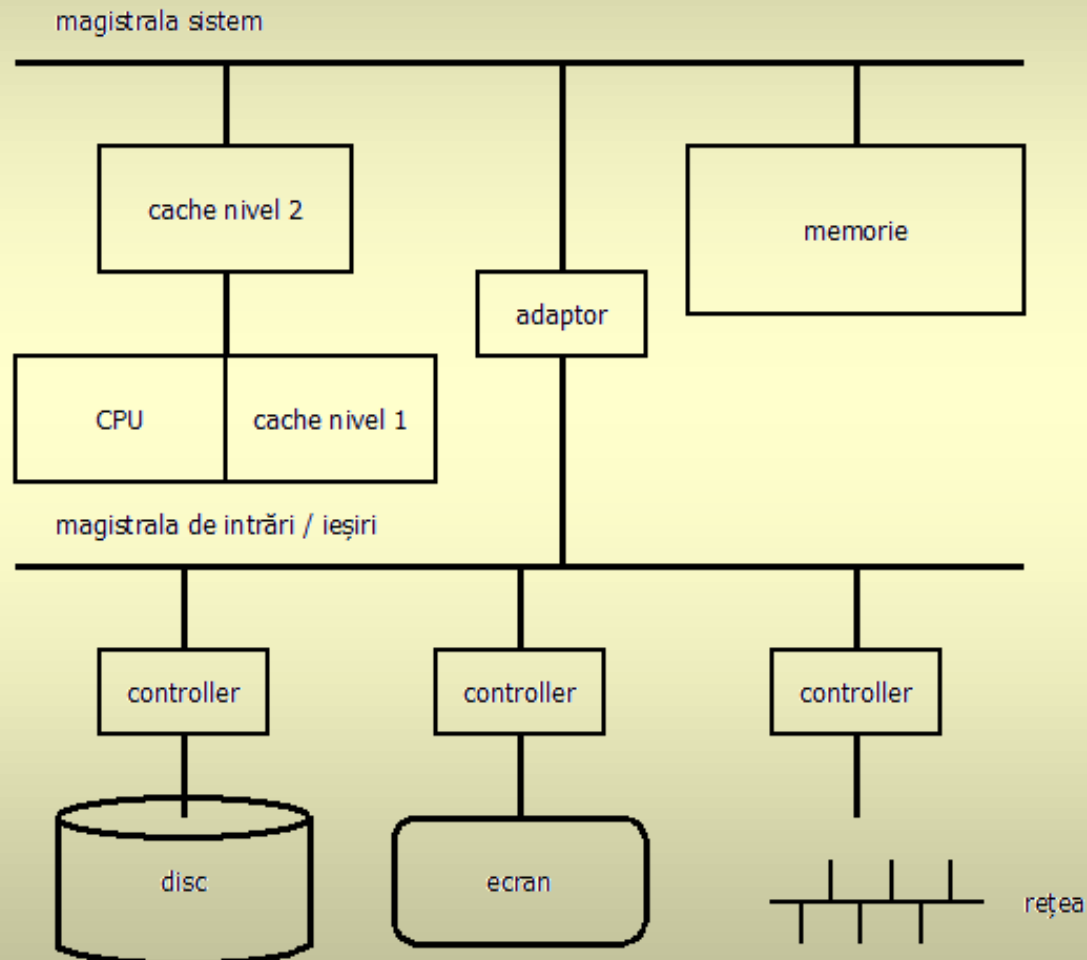 magistrala sistem
cache nivel 2
memorie
adaptor
CPU
cache nivel 1
magistrala de intrări / ieșiri
controller
controller
controller
disc
ecran
rețea